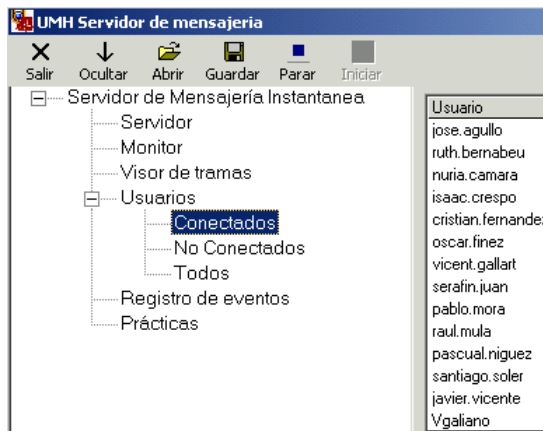 UMH Servidor de mensajeria
Salir Ocultar Abrir Guardar Parar Iniciar
Servidor de Mensajería Instantanea
Servidor
Monitor
Visor de tramas
Usuarios
Conectados
No Conectados
Todos
Registro de eventos
Prácticas
Usuario
jose.agullo
ruth.bernabeu
nuria.camara
isaac.crespo
cristian.fernandez
oscar.finez
vicent.gallart
serafin.juan
pablo.mora
raul.mula
pascual.niguez
santiago.soler
javier.vicente
Vgaliano